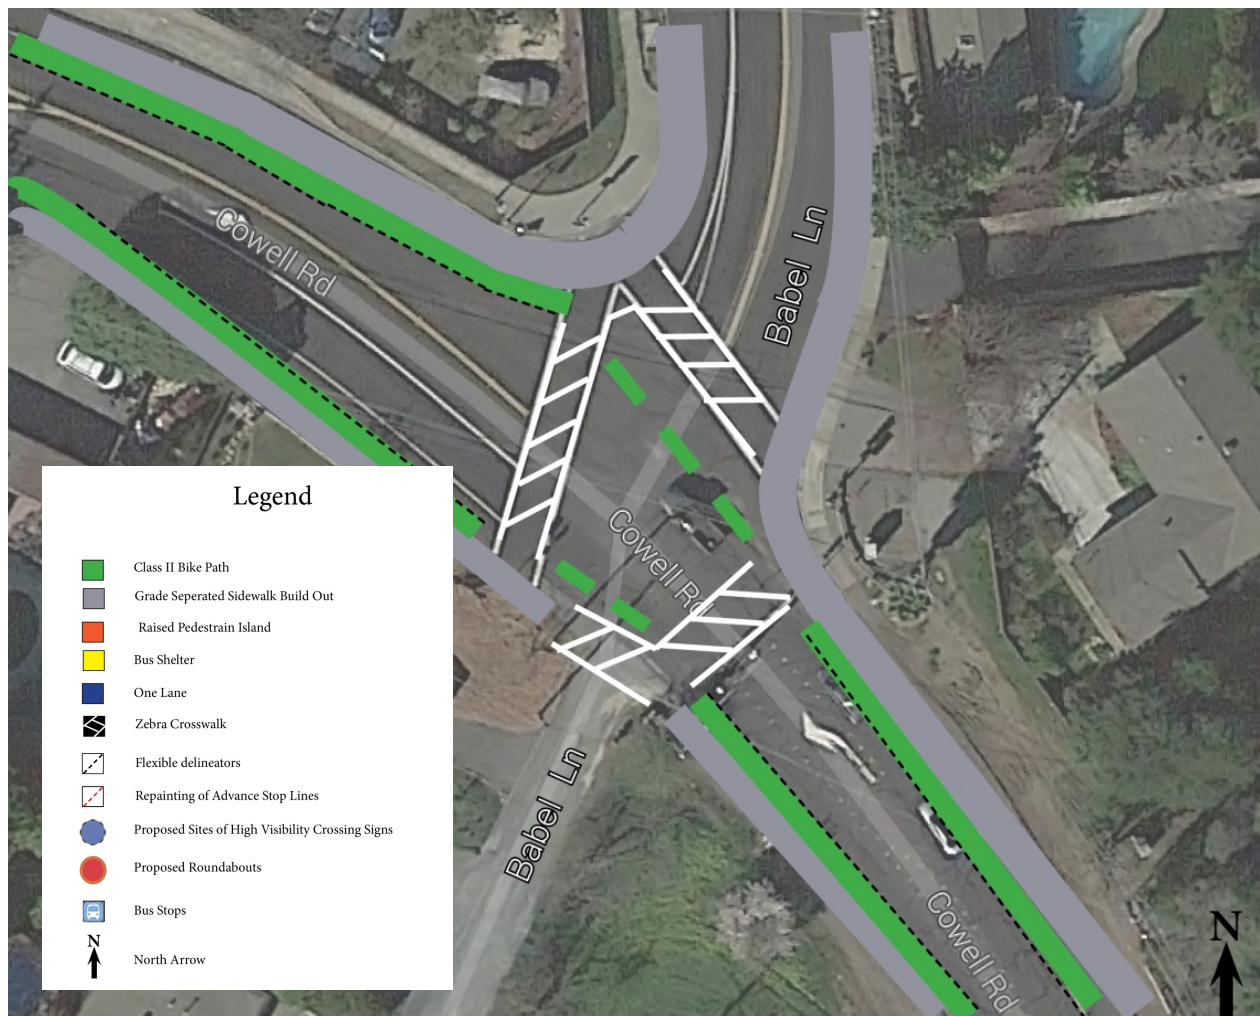 Cowell Rd
Babel Ln
Cowell Rd
Babel Ln
Cowell Rd
Legend
Class II Bike Path
Grade Seperated Sidewalk Build Out
Raised Pedestrain Island
Bus Shelter
One Lane
Zebra Crosswalk
Flexible delineators
Repainting of Advance Stop Lines
Proposed Sites of High Visibility Crossing Signs
Proposed Roundabouts
Bus Stops
N
North Arrow
N